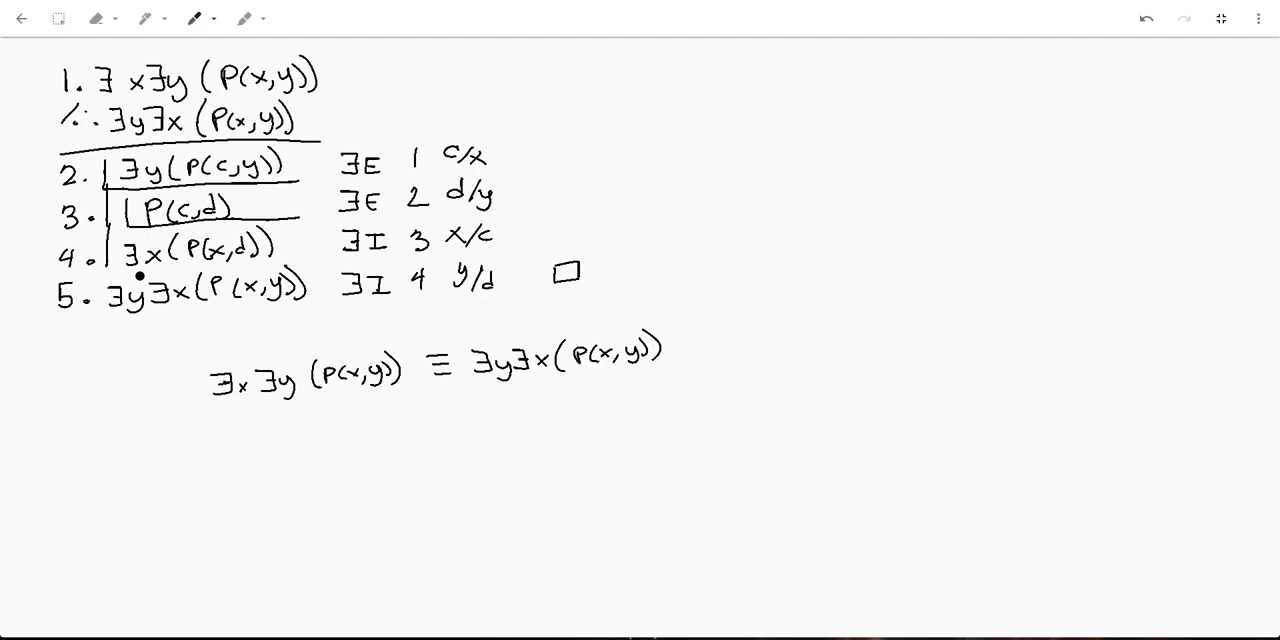 1. ∃x∃y (P(x,y))
/∴ ∃y∃x (P(x,y))
2. ∃y(P(c,y)) ∃E 1 c/x
3. P(c,d) ∃E 2 d/y
4. ∃x(P(x,d)) ∃I 3 x/c
5. ∃y∃x(P(x,y)) ∃I 4 y/d □
∃x∃y (P(x,y)) ≡ ∃y∃x(P(x,y))